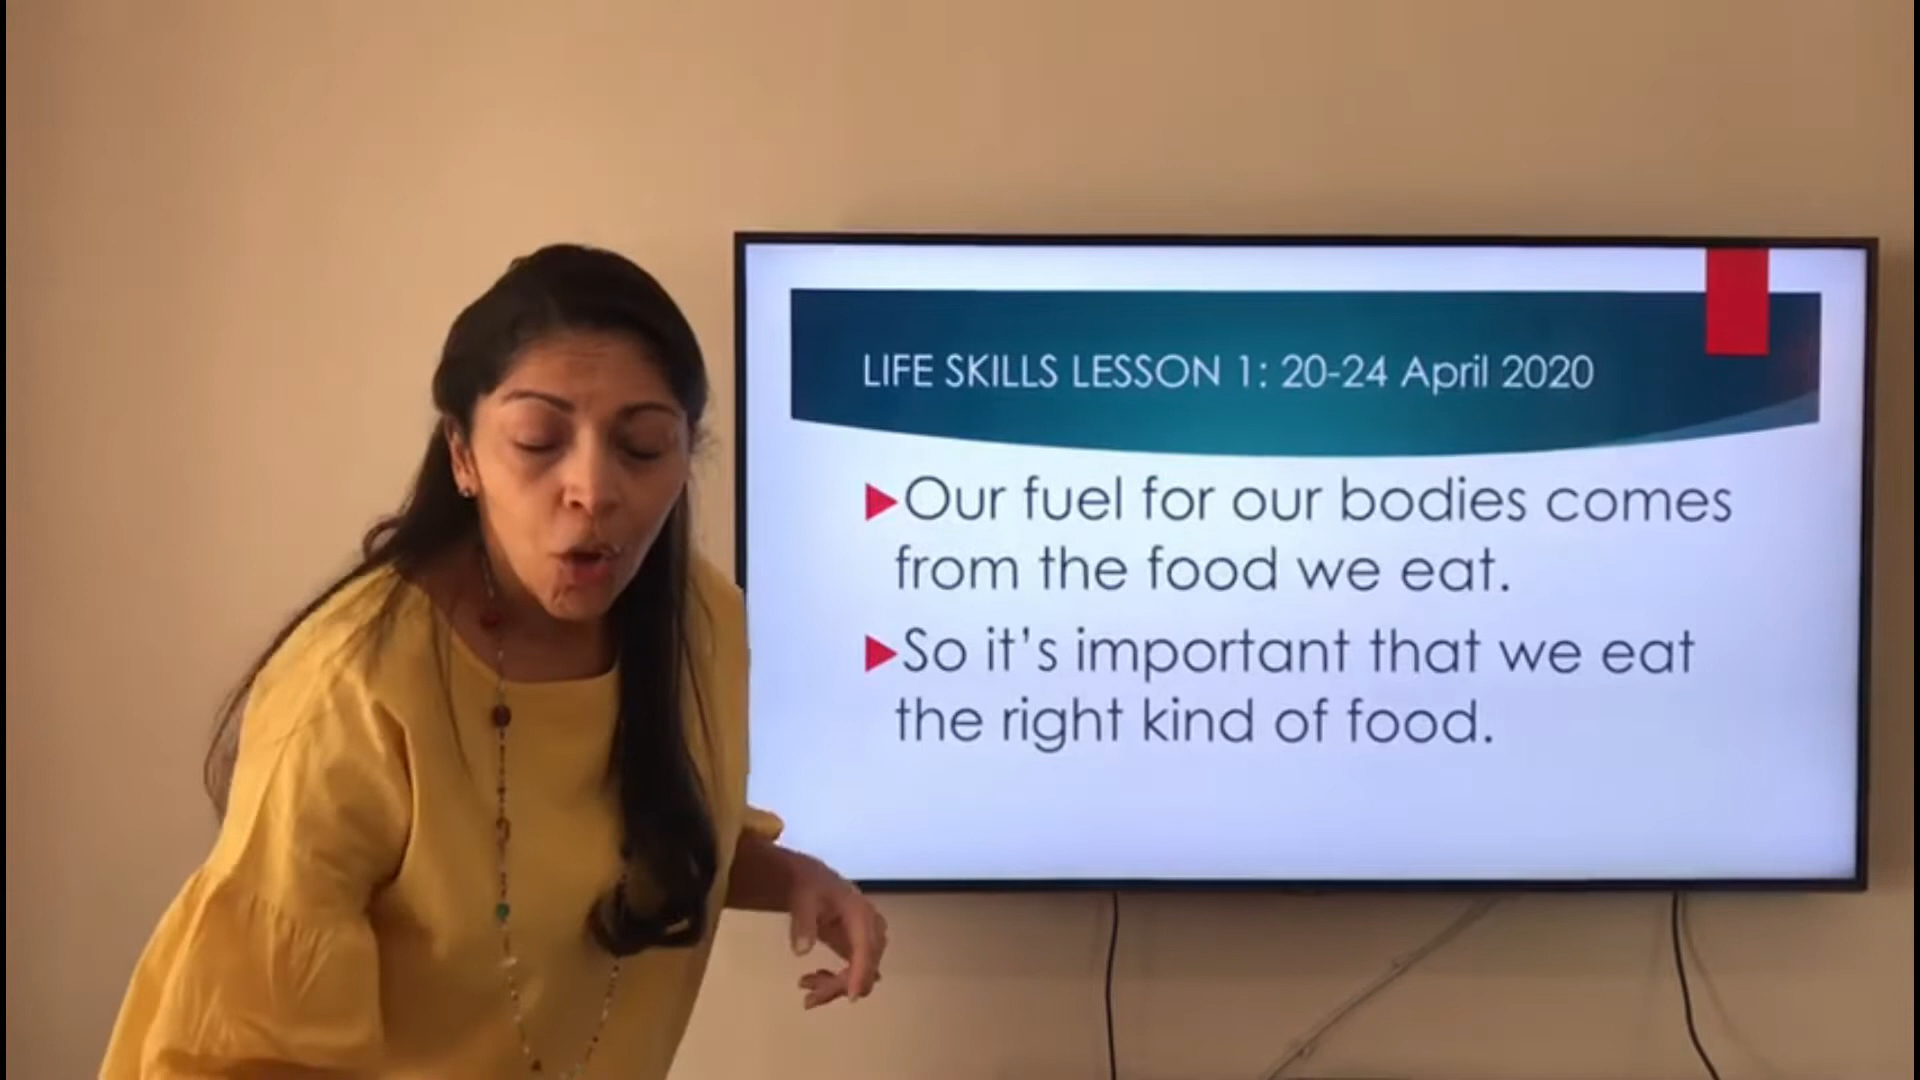 LIFE SKILLS LESSON 1: 20-24 April 2020
Our fuel for our bodies comes
from the food we eat.
So it's important that we eat
the right kind of food.